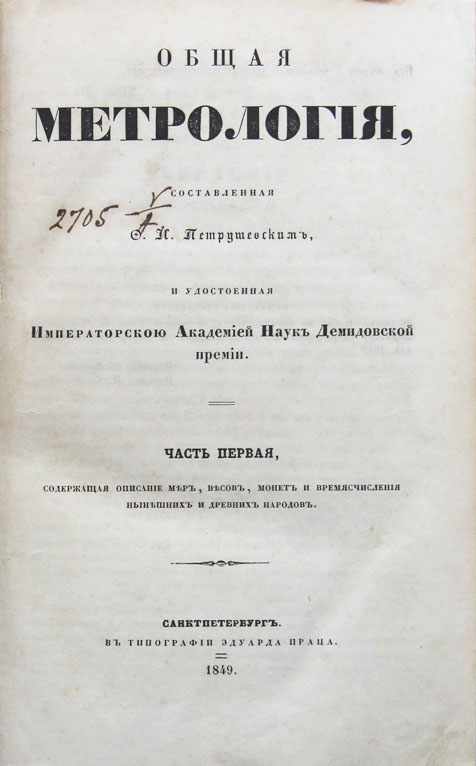 ОБЩАЯ
МЕТРОЛОГІЯ,
СОСТАВЛЕННАЯ
2705 V/4
Ѳ. И. Петрушевскимъ,
И УДОСТОЕННАЯ
ИМПЕРАТОРСКОЮ АКАДЕМІЕЙ НАУКЪ ДЕМИДОВСКОЙ
преміи.
ЧАСТЬ ПЕРВАЯ,
СОДЕРЖАЩАЯ ОПИСАНІЕ МѢРЪ, ВѢСОВЪ, МОНЕТЪ И ВРЕМЯСЧИСЛЕНІЯ
НЫНѢШНИХЪ И ДРЕВНИХЪ НАРОДОВЪ.
САНКТПЕТЕРБУРГЪ.
ВЪ ТИПОГРАФІИ ЭДУАРДА ПРАЦА.
1849.